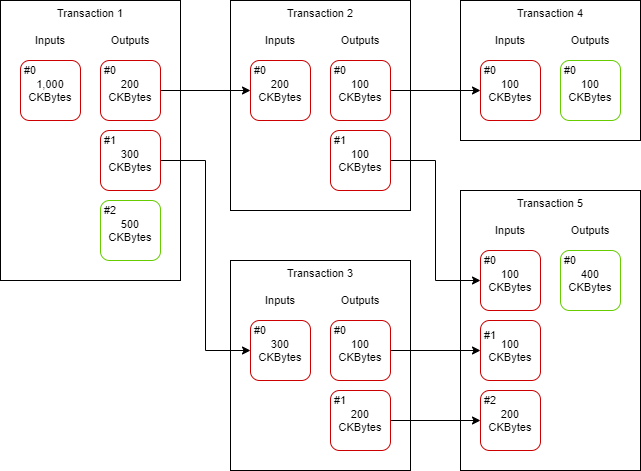 Transaction 1
Inputs
Outputs
#0
1,000
CKBytes
#0
200
CKBytes
#1
300
CKBytes
#2
500
CKBytes
Transaction 2
Inputs
Outputs
#0
200
CKBytes
#0
100
CKBytes
#1
100
CKBytes
Transaction 3
Inputs
Outputs
#0
300
CKBytes
#0
100
CKBytes
#1
200
CKBytes
Transaction 4
Inputs
Outputs
#0
100
CKBytes
#0
100
CKBytes
Transaction 5
Inputs
Outputs
#0
100
CKBytes
#0
400
CKBytes
#1
100
CKBytes
#2
200
CKBytes